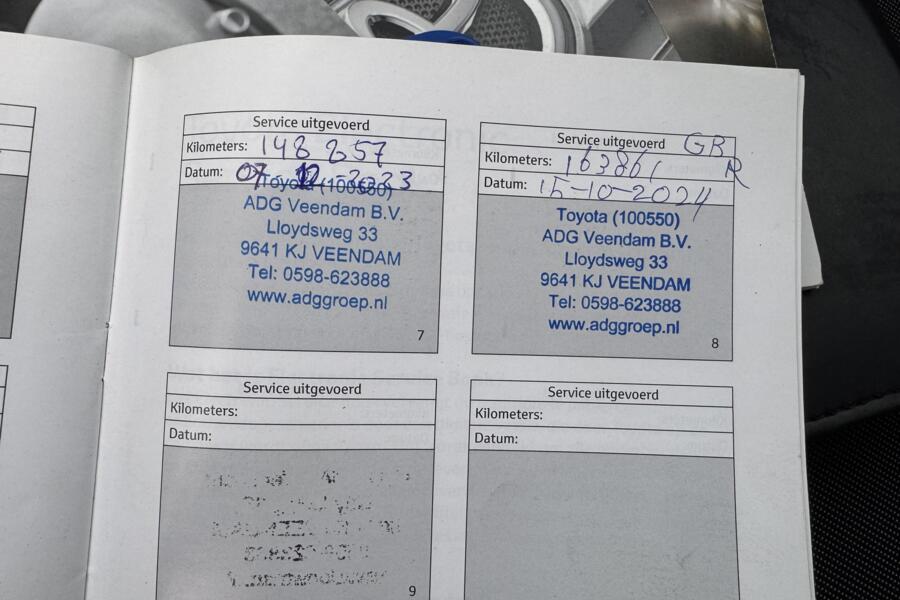 Service uitgevoerd
Kilometers: 148 857
Datum: 07 12 -2023
Toyota (100550)
ADG Veendam B.V.
Lloydsweg 33
9641 KJ VEENDAM
Tel: 0598-623888
www.adggroep.nl
7
Service uitgevoerd GBR
Kilometers: 163861
Datum: 15-10-2024
Toyota (100550)
ADG Veendam B.V.
Lloydsweg 33
9641 KJ VEENDAM
Tel: 0598-623888
www.adggroep.nl
8
Service uitgevoerd
Kilometers:
Datum:
9
Service uitgevoerd
Kilometers:
Datum: